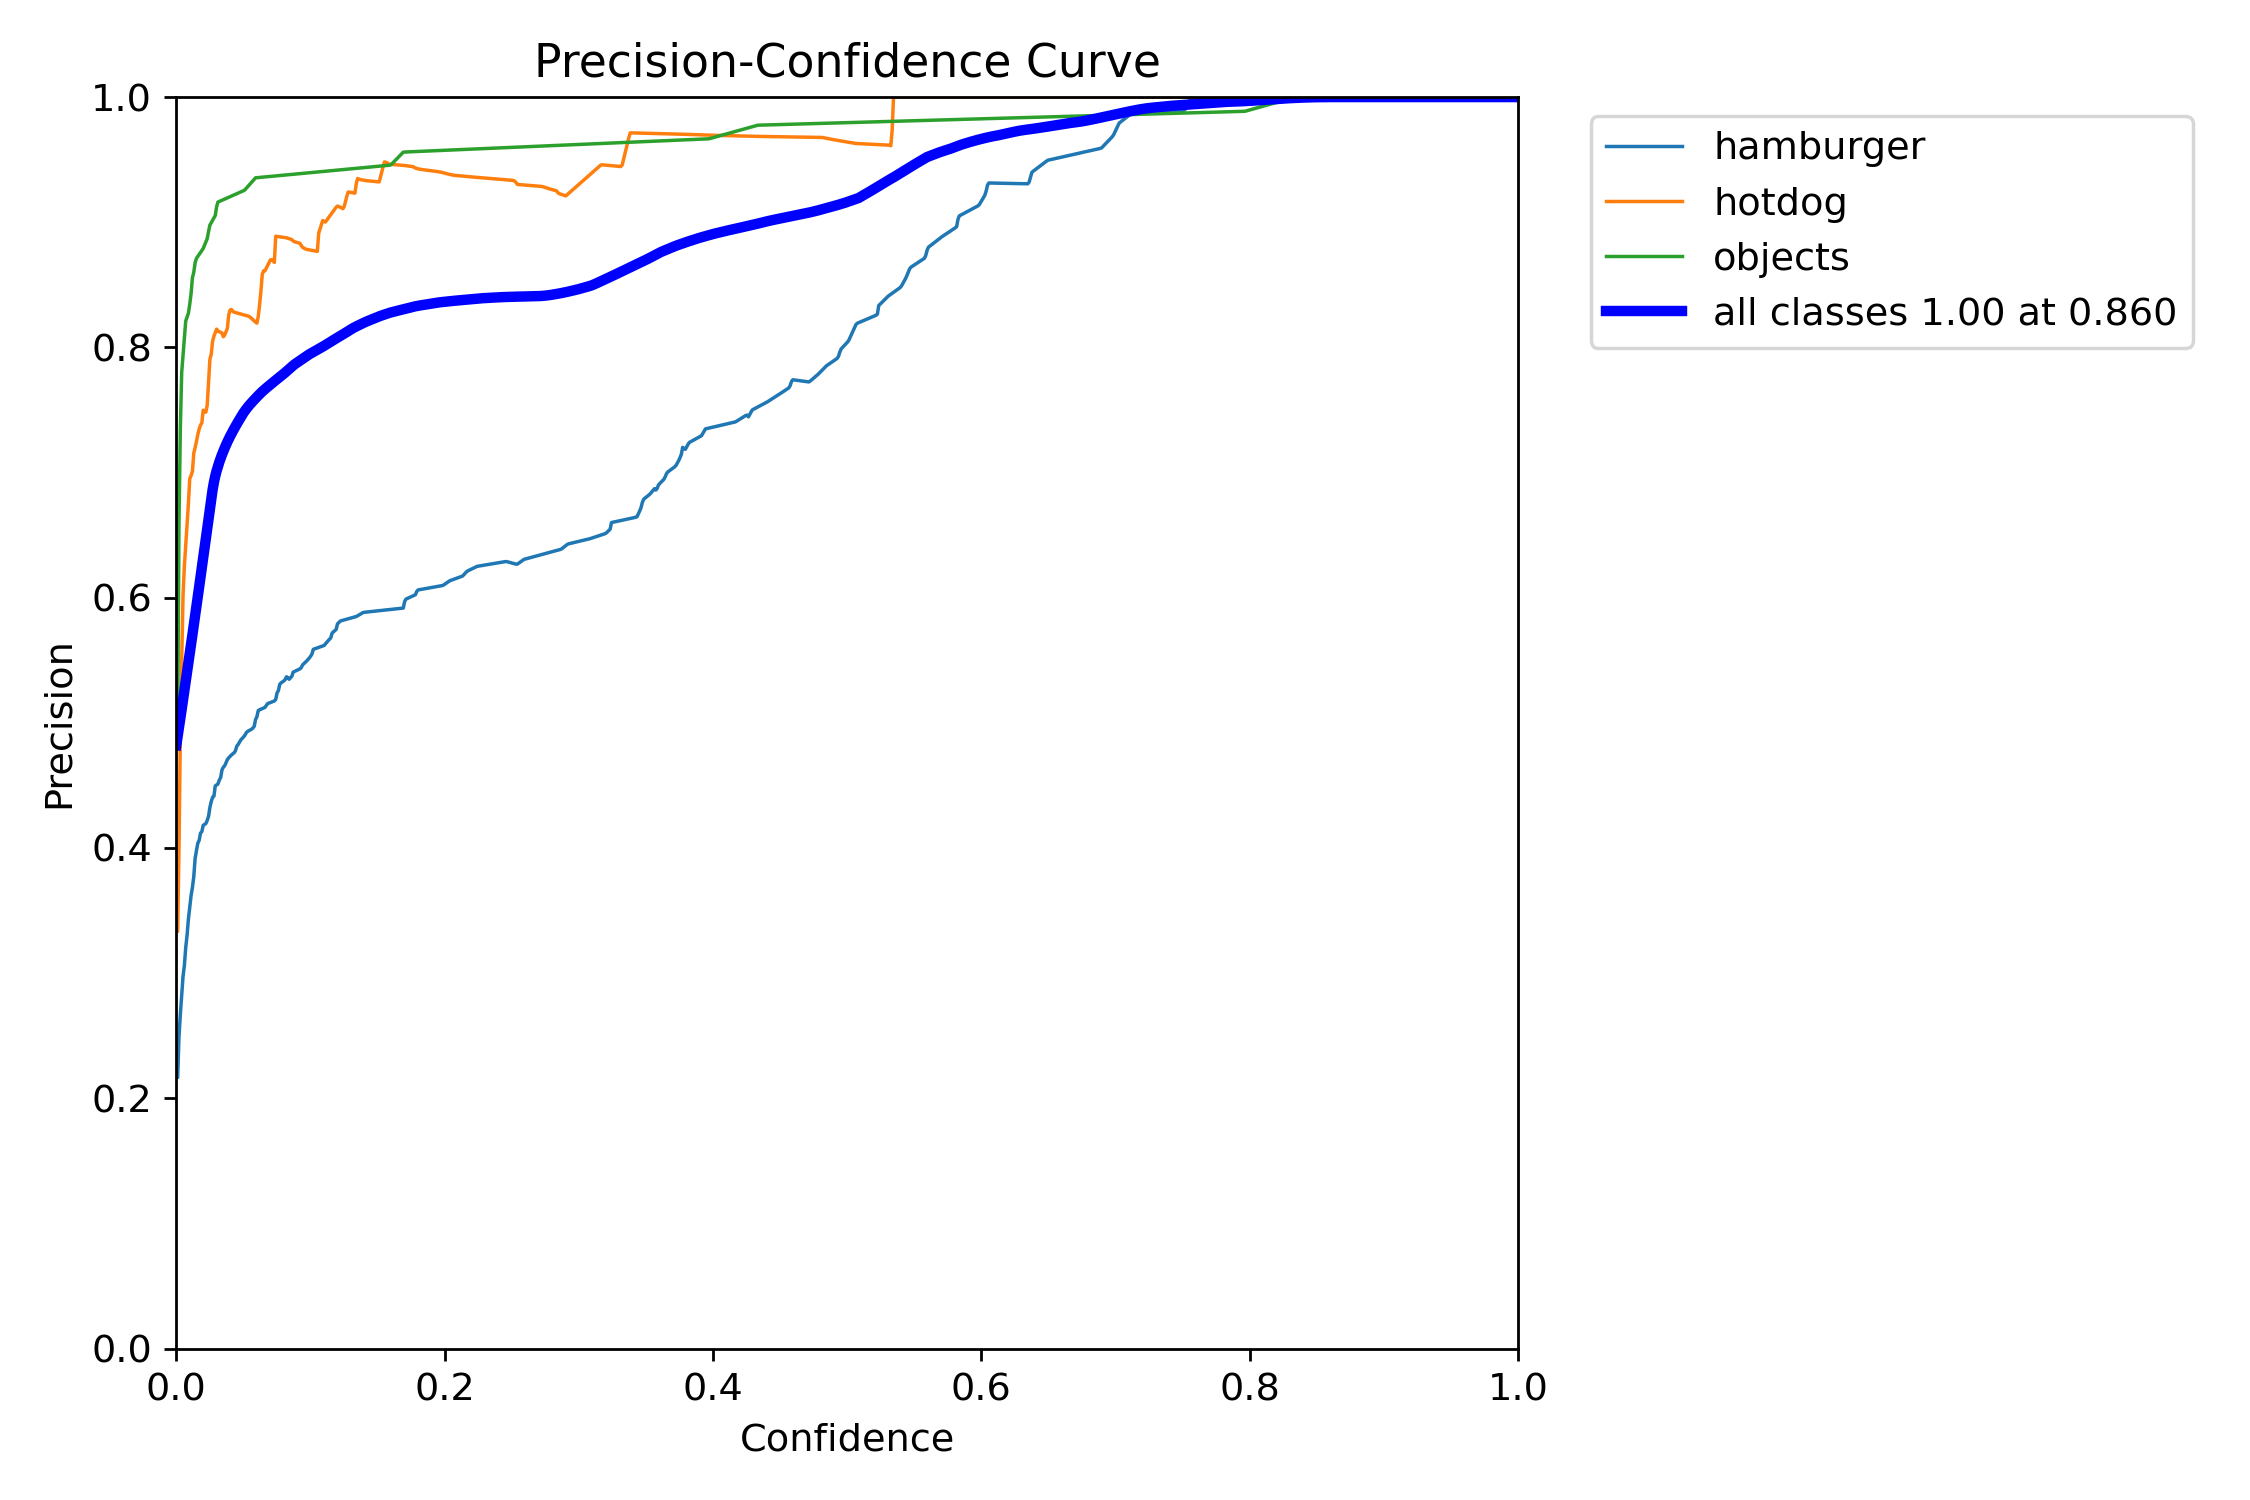 Precision-Confidence Curve
1.0
0.8
0.6
0.4
0.2
0.0
Precision
0.0 0.2 0.4 0.6 0.8 1.0
Confidence
hamburger
hotdog
objects
all classes 1.00 at 0.860